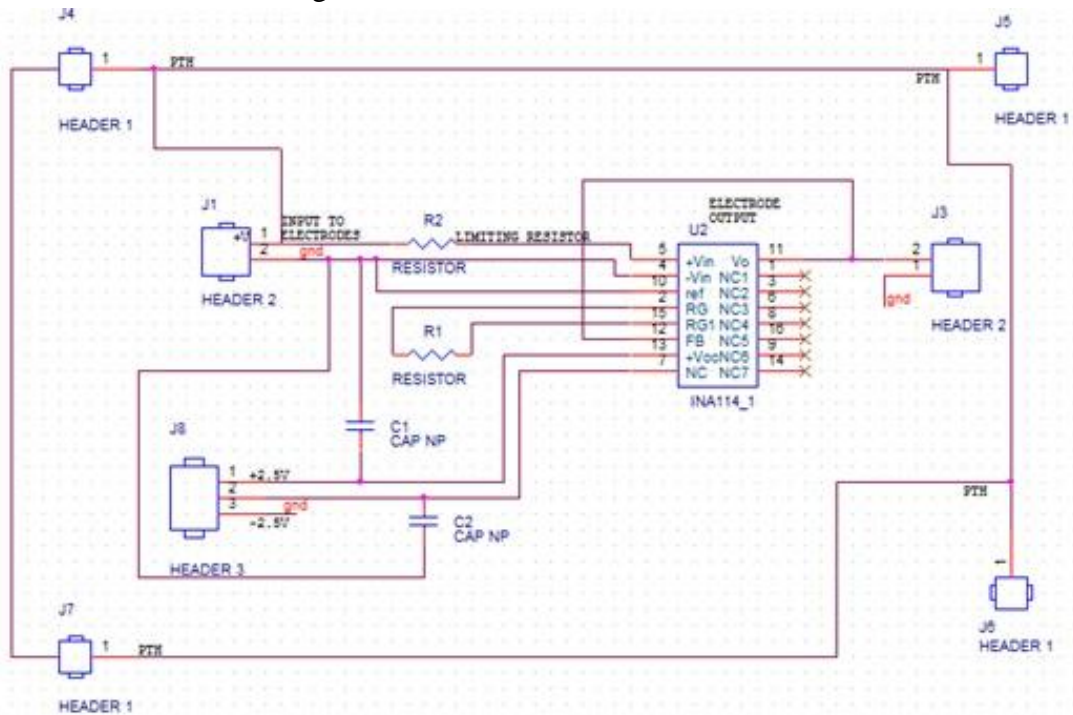 J4
1
PTH
HEADER 1
J5
1
PTH
HEADER 1
J1
+V
1
2
INPUT TO
ELECTRODES
gnd
HEADER 2
R2
LIMITING RESISTOR
RESISTOR
R1
RESISTOR
ELECTRODE
OUTPUT
U2
5
4
10
2
15
12
13
7
+Vin
-Vin
ref
RG
RG1
FB
+Vcc
NC
Vo
NC1
NC2
NC3
NC4
NC5
NC6
NC7
11
1
3
6
8
16
9
14
INA114_1
J3
2
1
gnd
HEADER 2
C1
CAP NP
J8
1
2
3
+2.5V
gnd
-2.5V
HEADER 3
C2
CAP NP
PTH
1
J6
HEADER 1
J7
1
PTH
HEADER 1